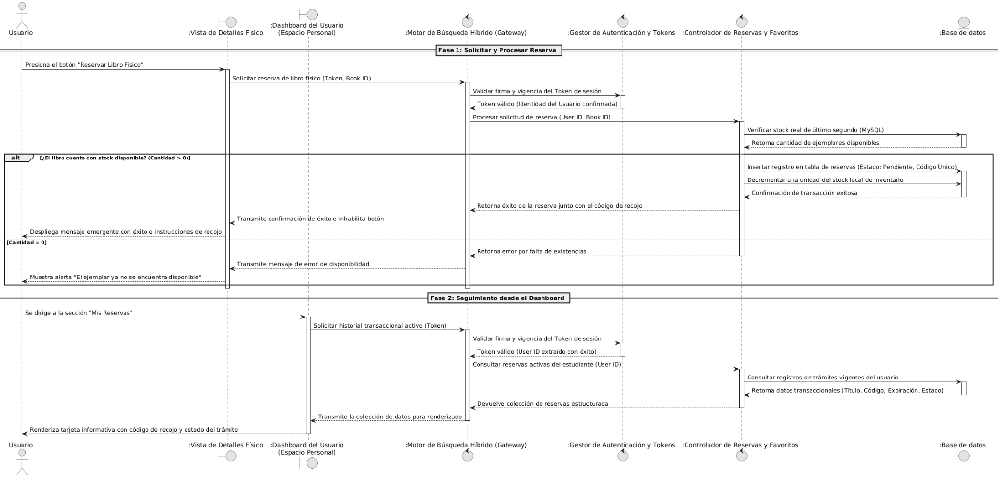 Usuario
:Vista de Detalles Físico
:Dashboard del Usuario
(Espacio Personal)
:Motor de Búsqueda Híbrido (Gateway)
:Gestor de Autenticación y Tokens
:Controlador de Reservas y Favoritos
:Base de datos
Fase 1: Solicitar y Procesar Reserva
Presiona el botón "Reservar Libro Fisico"
Solicitar reserva de libro físico (Token, Book ID)
Validar firma y vigencia del Token de sesión
Token válido (Identidad del Usuario confirmada)
Procesar solicitud de reserva (User ID, Book ID)
Verificar stock real de último segundo (MySQL)
Retorna cantidad de ejemplares disponibles
alt
[¿El libro cuenta con stock disponible? (Cantidad > 0)]
Insertar registro en tabla de reservas (Estado: Pendiente, Código Único)
Decrementar una unidad del stock local de inventario
Confirmación de transacción exitosa
Retorna éxito de la reserva junto con el código de recojo
Transmite confirmación de éxito e inhabilita botón
Despliega mensaje emergente con éxito e instrucciones de recojo
[Cantidad = 0]
Retorna error por falta de existencias
Transmite mensaje de error de disponibilidad
Muestra alerta "El ejemplar ya no se encuentra disponible"
Fase 2: Seguimiento desde el Dashboard
Se dirige a la sección "Mis Reservas"
Solicitar historial transaccional activo (Token)
Validar firma y vigencia del Token de sesión
Token válido (User ID extraído con éxito)
Consultar reservas activas del estudiante (User ID)
Consultar registros de trámites vigentes del usuario
Retorna datos transaccionales (Título, Código, Expiración, Estado)
Devuelve colección de reservas estructurada
Transmite la colección de datos para renderizado
Renderiza tarjeta informativa con código de recojo y estado del trámite
Usuario
:Vista de Detalles Físico
:Dashboard del Usuario
(Espacio Personal)
:Motor de Búsqueda Híbrido (Gateway)
:Gestor de Autenticación y Tokens
:Controlador de Reservas y Favoritos
:Base de datos